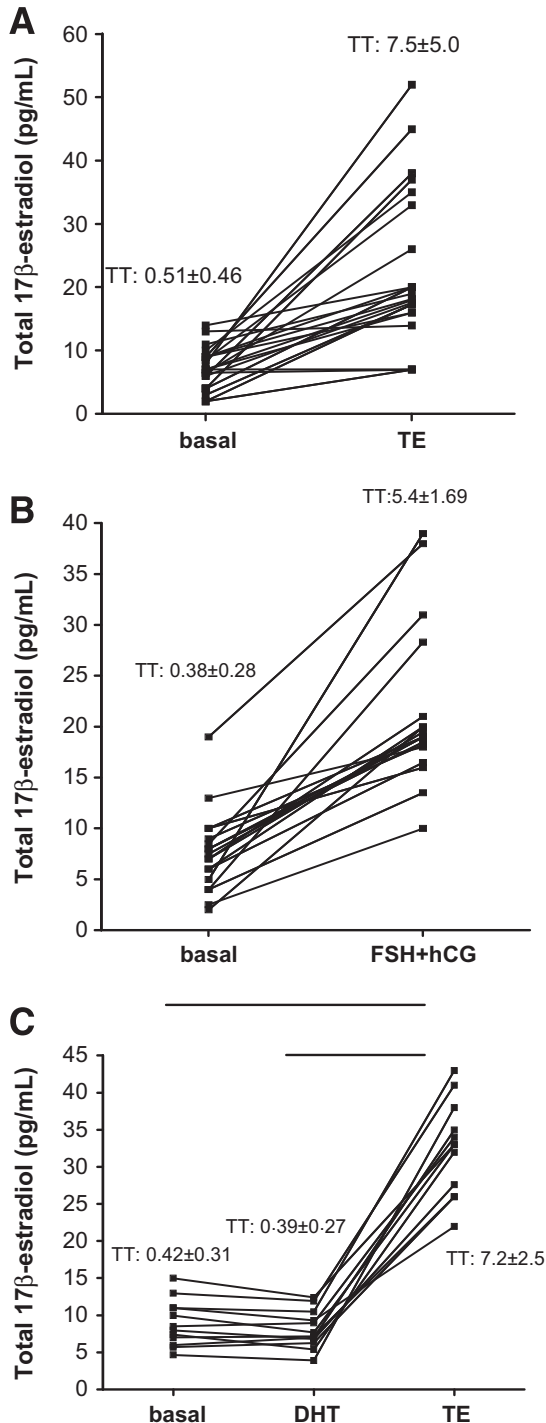 A
Total 17β-estradiol (pg/mL)
60
50
40
30
20
10
0
TT: 7.5±5.0
TT: 0.51±0.46
basal TE
B
Total 17β-estradiol (pg/mL)
40
35
30
25
20
15
10
5
0
TT:5.4±1.69
TT: 0.38±0.28
basal FSH+hCG
C
Total 17β-estradiol (pg/mL)
45
40
35
30
25
20
15
10
5
0
TT: 0.42±0.31
TT: 0.39±0.27
TT: 7.2±2.5
basal DHT TE